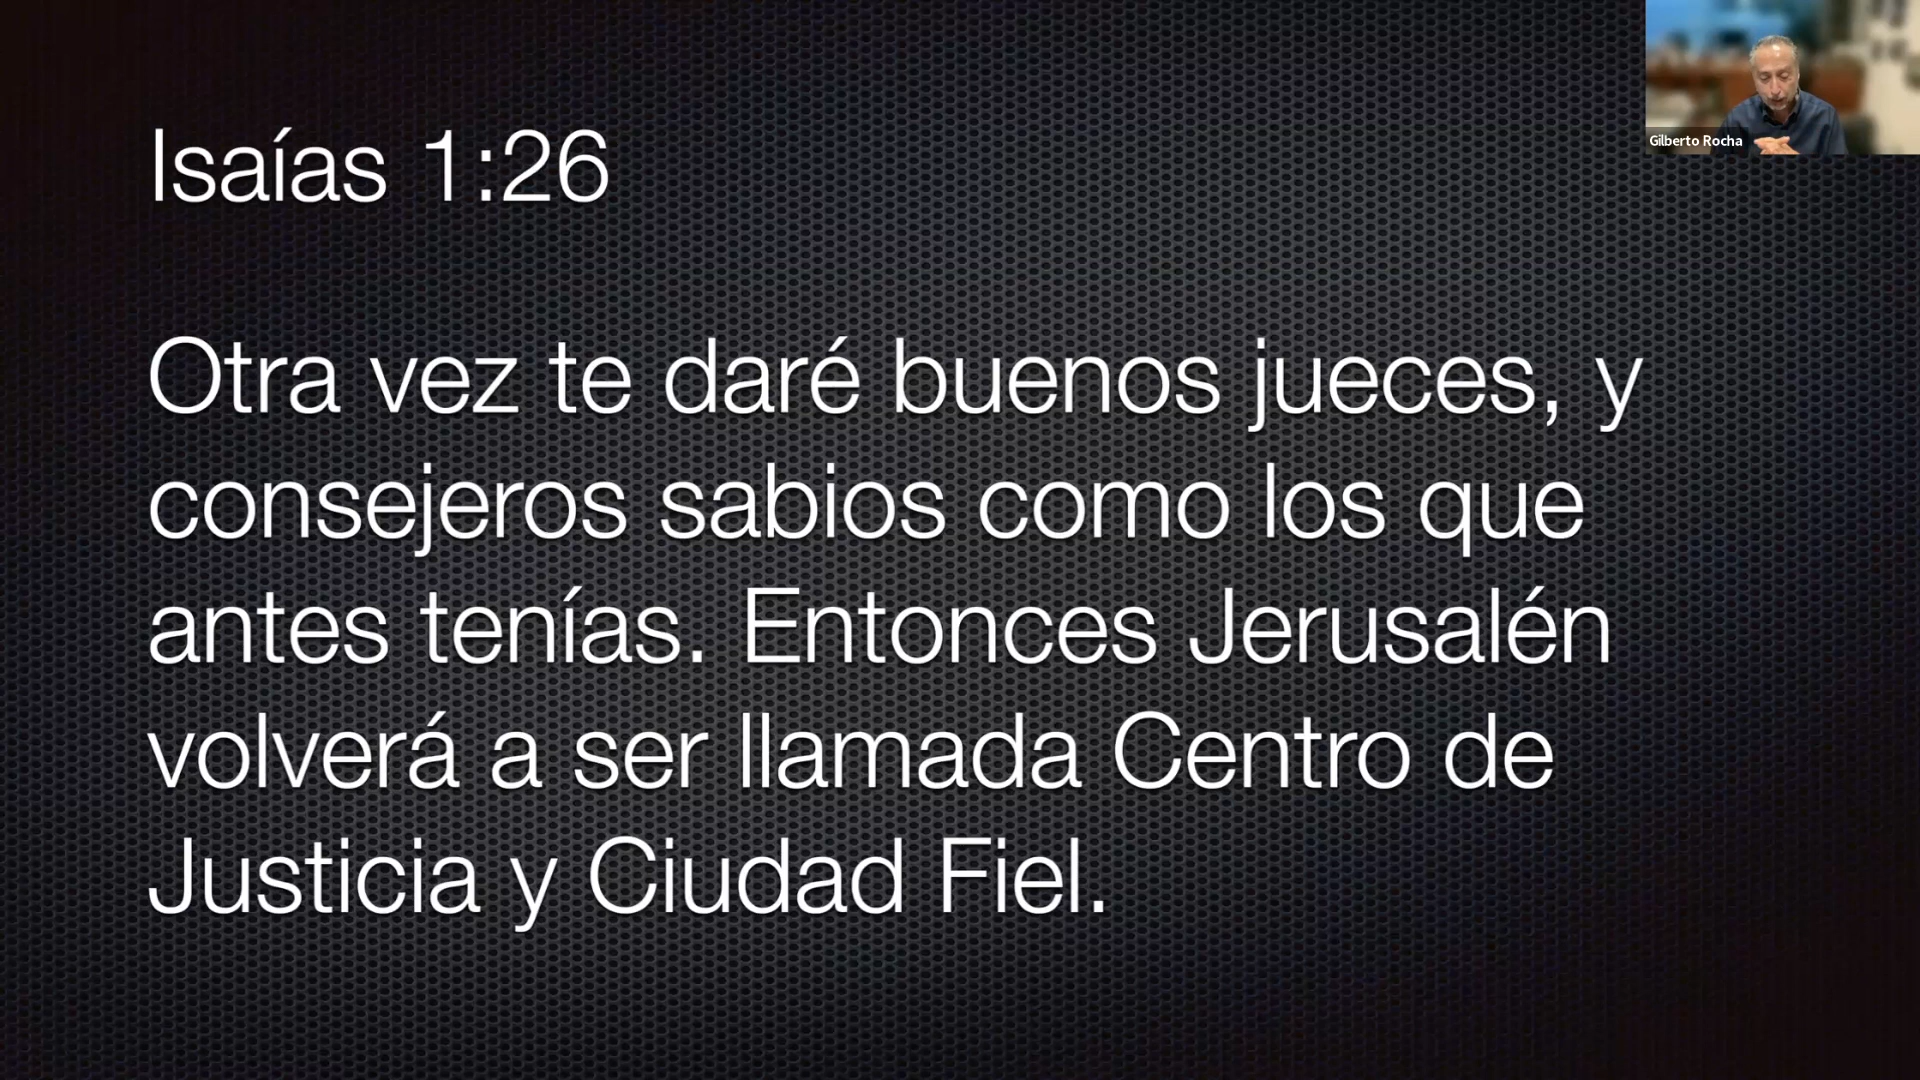 Isaías 1:26
Otra vez te daré buenos jueces, y
consejeros sabios como los que
antes tenías. Entonces Jerusalén
volverá a ser llamada Centro de
Justicia y Ciudad Fiel.
Gilberto Rocha